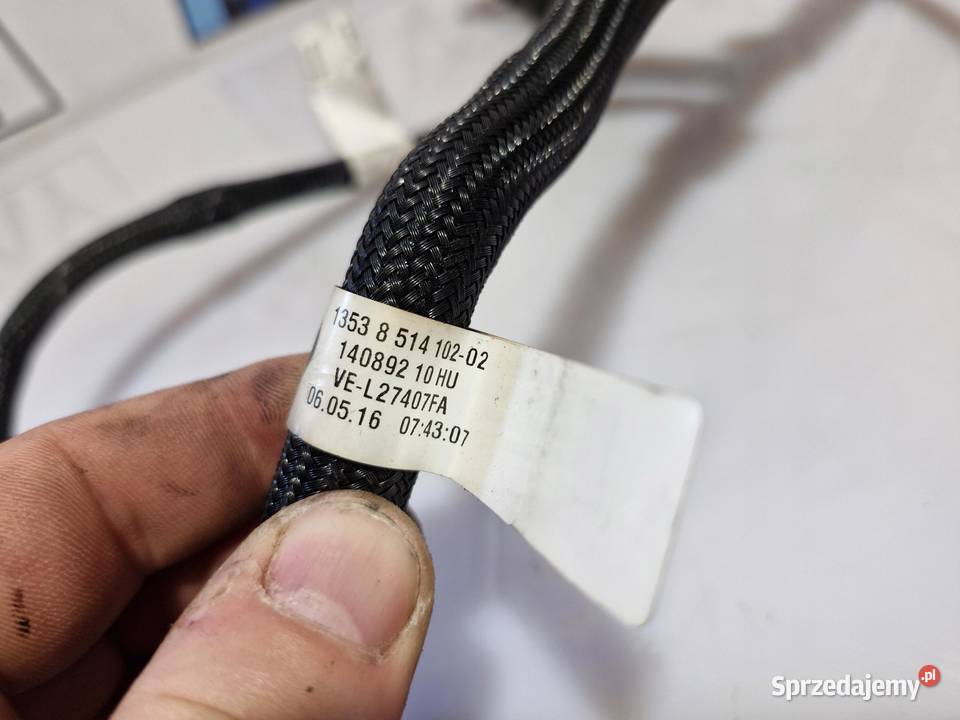 1353 8 514 102-02
140892 10 HU
VE-L27407FA
06.05.16 07:43:07
Sprzedajemy.pl